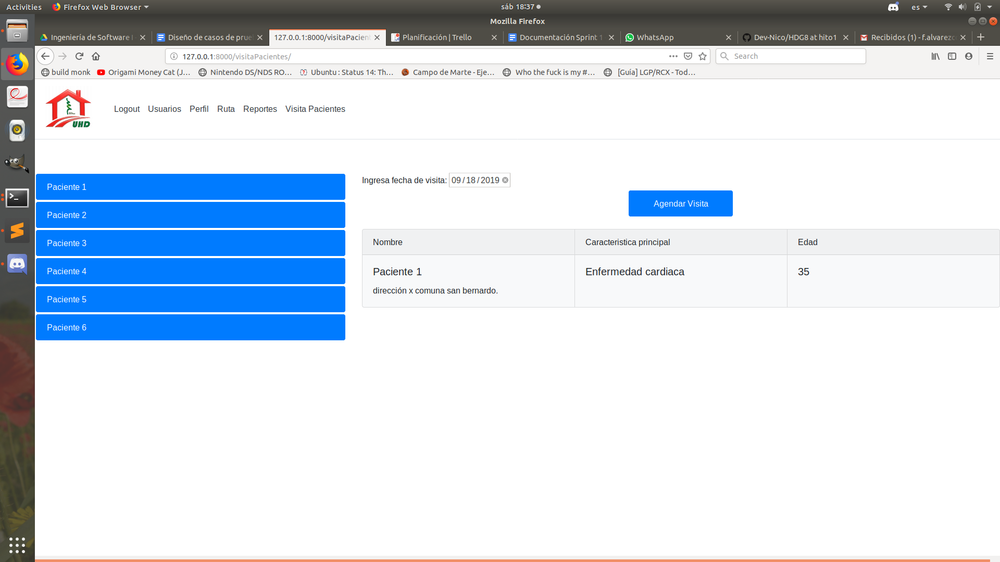 Activities Firefox Web Browser sáb 18:37 es
Mozilla Firefox
Ingeniería de Software I - Diseño de casos de prue 127.0.0.1:8000/visitaPacient Planificación | Trello Documentación Sprint 1 WhatsApp Dev-Nico/HDG8 at hito1 Recibidos (1) - f.alvarezc
127.0.0.1:8000/visitaPacientes/ Search
build monk Origami Money Cat (J… Nintendo DS/NDS RO… Ubuntu : Status 14: Th… Campo de Marte - Eje… Who the fuck is my #… [Guía] LGP/RCX - Tod…
UHD
Logout Usuarios Perfil Ruta Reportes Visita Pacientes
Paciente 1
Paciente 2
Paciente 3
Paciente 4
Paciente 5
Paciente 6
Ingresa fecha de visita: 09 / 18 / 2019
Agendar Visita
Nombre Caracteristica principal Edad
Paciente 1 Enfermedad cardiaca 35
dirección x comuna san bernardo.